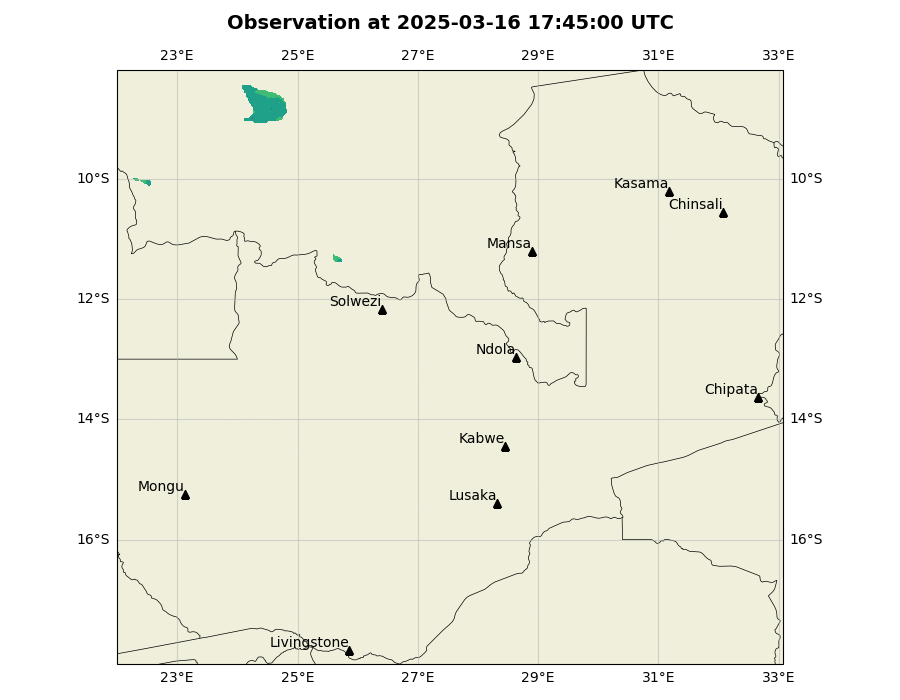 Observation at 2025-03-16 17:45:00 UTC
23°E 25°E 27°E 29°E 31°E 33°E
10°S 10°S
Kasama
Chinsali
Mansa
12°S 12°S
Solwezi
Ndola
Chipata
14°S 14°S
Kabwe
Mongu
Lusaka
16°S 16°S
Livingstone
23°E 25°E 27°E 29°E 31°E 33°E